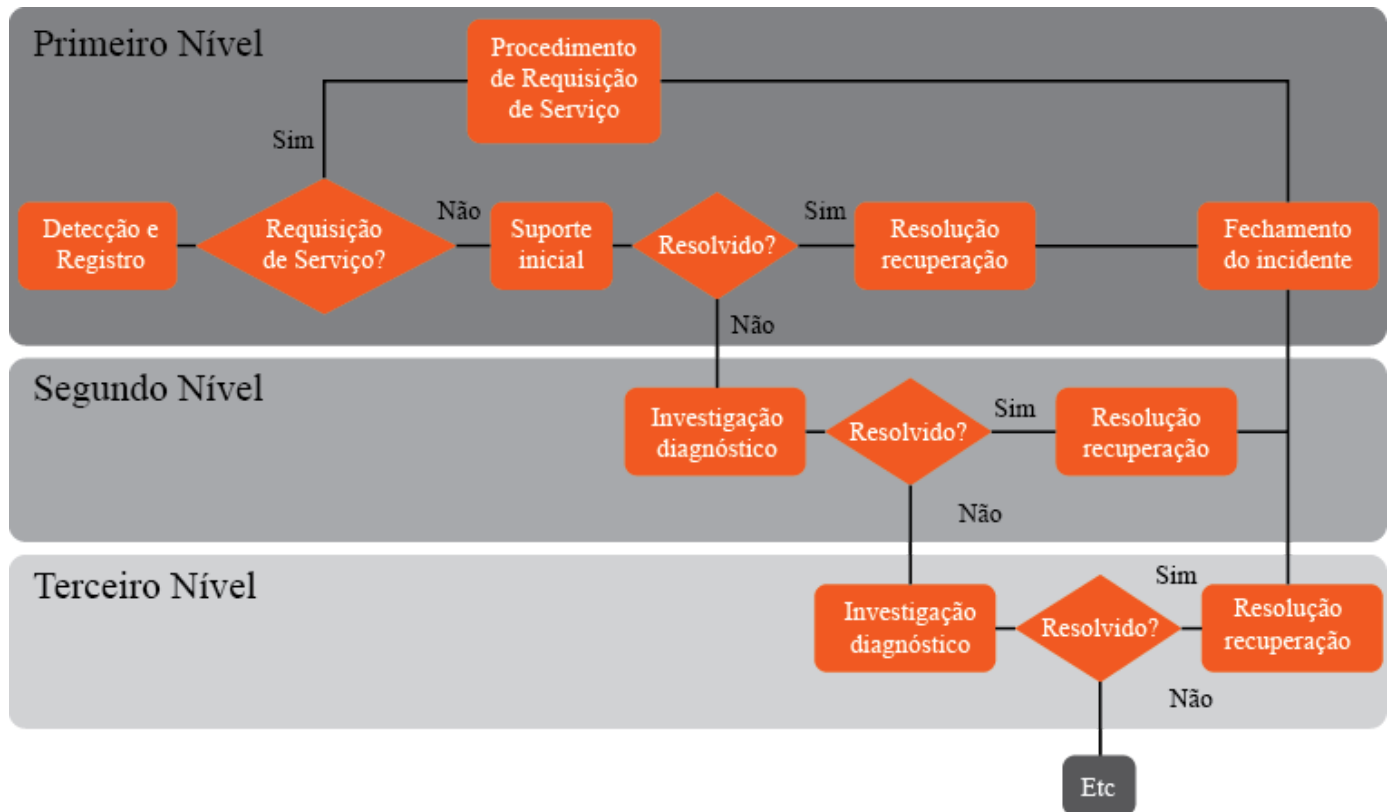 Primeiro Nível
Procedimento
de Requisição
de Serviço
Sim
Detecção e
Registro
Requisição
de Serviço?
Não
Suporte
inicial
Resolvido?
Sim
Resolução
recuperação
Fechamento
do incidente
Não
Segundo Nível
Investigação
diagnóstico
Resolvido?
Sim
Resolução
recuperação
Não
Terceiro Nível
Investigação
diagnóstico
Resolvido?
Sim
Resolução
recuperação
Não
Etc